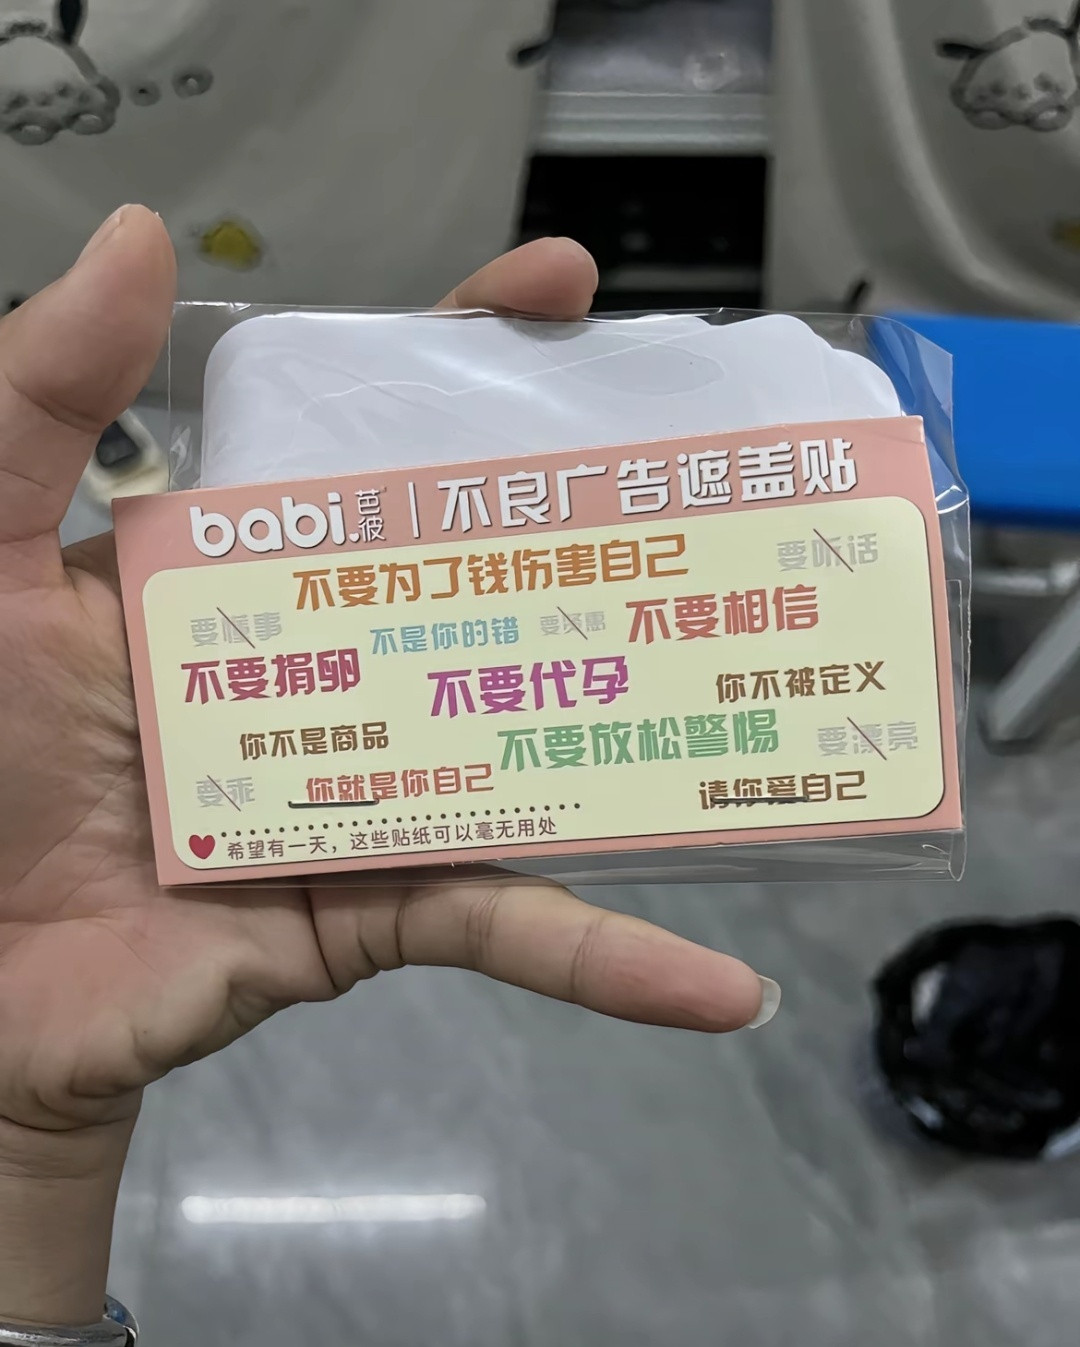 babi.芭彼 | 不良广告遮盖贴
不要为了钱伤害自己 要听话
要懂事 不是你的错 要贤惠 不要相信
不要捐卵 不要代孕 你不被定义
你不是商品 不要放松警惕 要漂亮
要乖 你就是你自己 请你爱自己
希望有一天，这些贴纸可以毫无用处